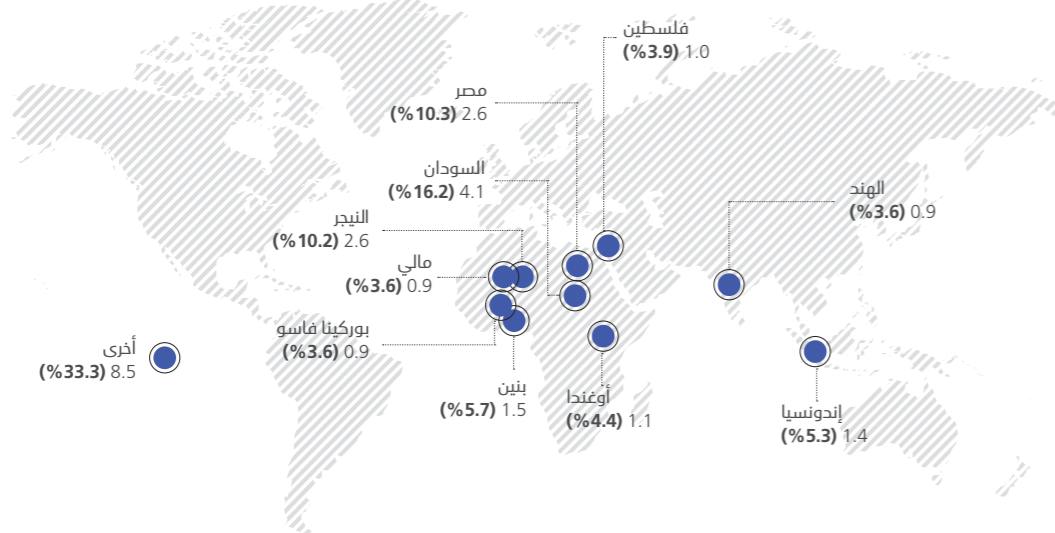 فلسطين
1.0 (%3.9)
مصر
2.6 (%10.3)
السودان
4.1 (%16.2)
الهند
0.9 (%3.6)
النيجر
2.6 (%10.2)
مالي
0.9 (%3.6)
بوركينا فاسو
0.9 (%3.6)
أخرى
8.5 (%33.3)
بنين
1.5 (%5.7)
أوغندا
1.1 (%4.4)
إندونسيا
1.4 (%5.3)